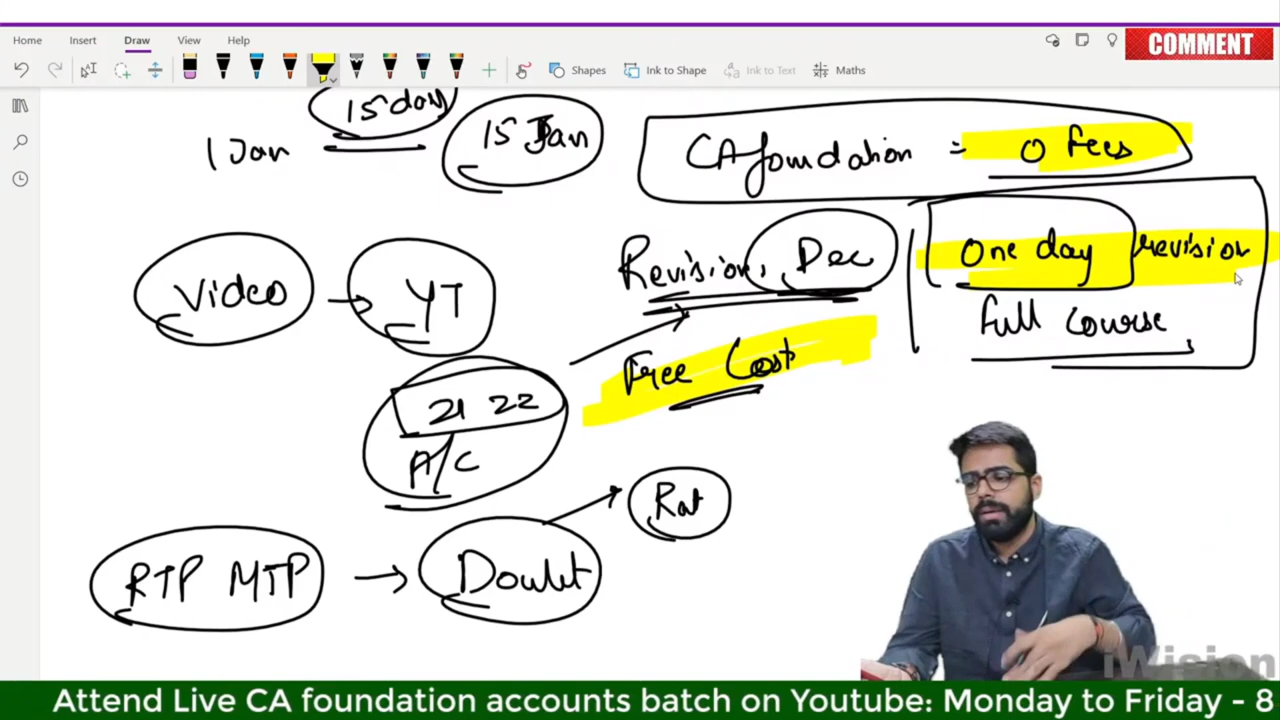 Home Insert Draw View Help
COMMENT
Shapes Ink to Shape Ink to Text Maths
15 day
1 Jan
15 Jan
CA foundation = 0 fees
Video → YT
Revision, Dec
One day revision
full course
Free Cost
21 22
A/C
Rat
RTP MTP → Doubt
iWision
Attend Live CA foundation accounts batch on Youtube: Monday to Friday - 8